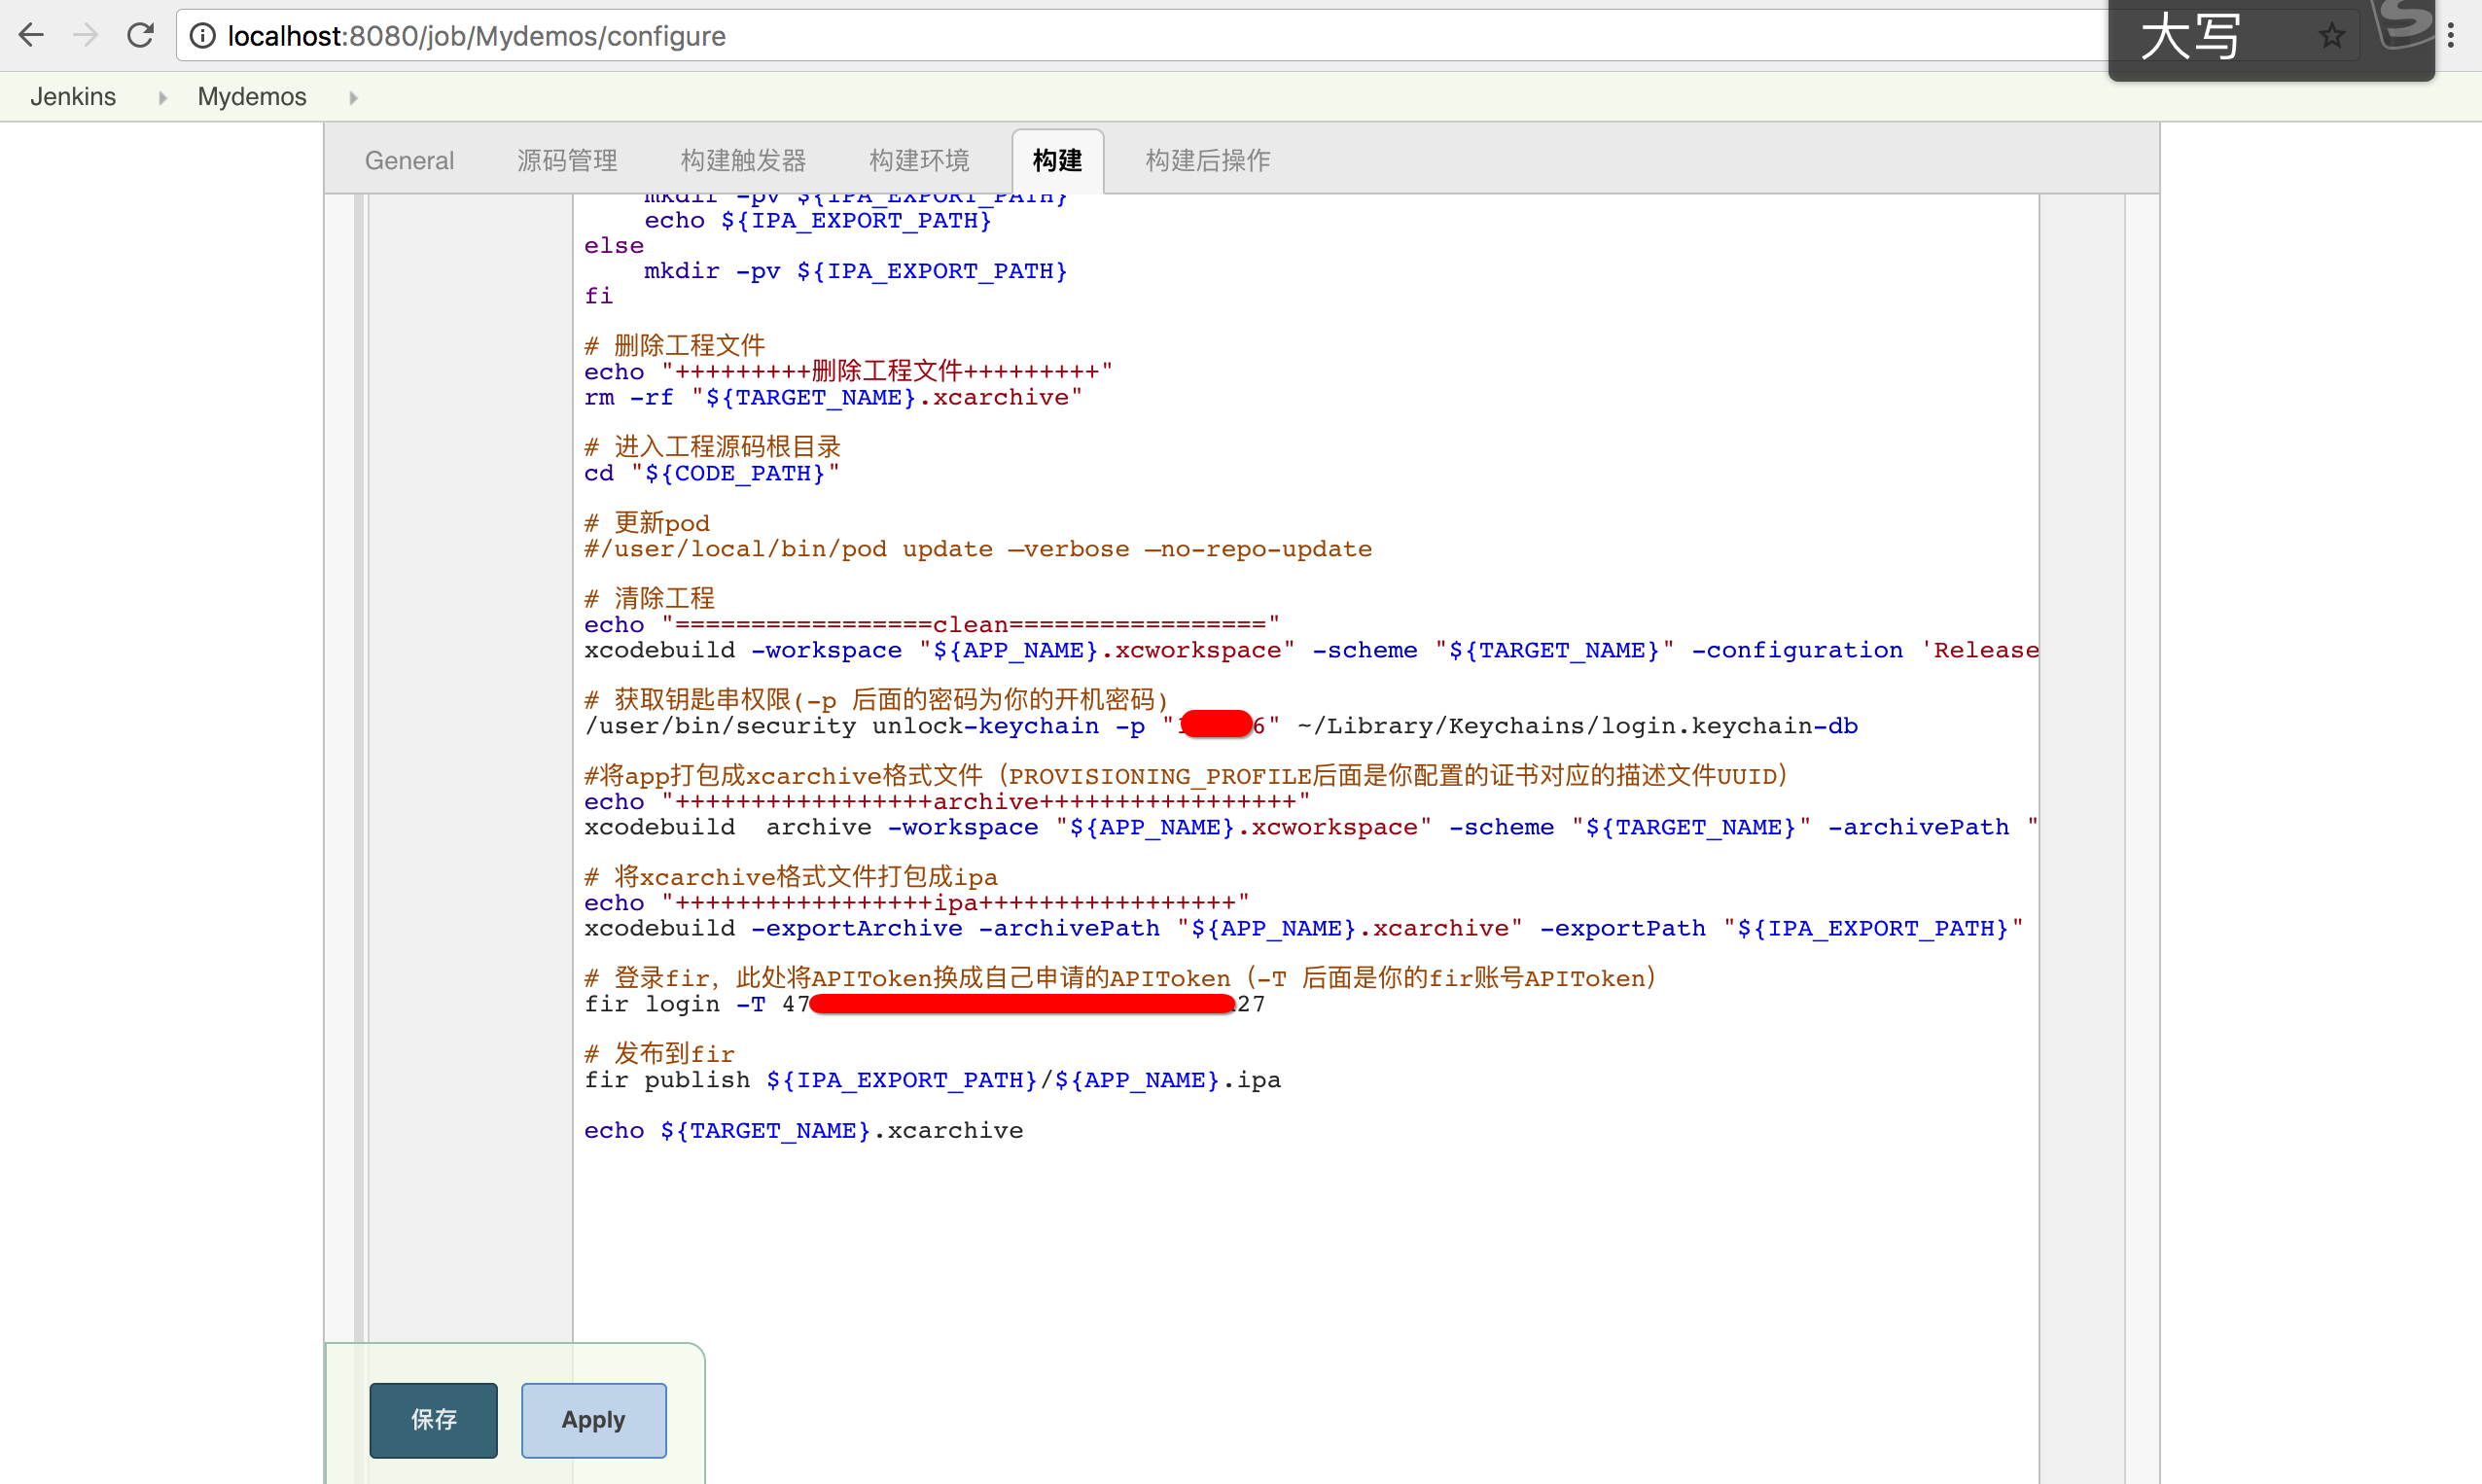 localhost:8080/job/Mydemos/configure
大写
Jenkins
Mydemos
General
源码管理
构建触发器
构建环境
构建
构建后操作
mkdir -pv ${IPA_EXPORT_PATH}
echo ${IPA_EXPORT_PATH}
else
mkdir -pv ${IPA_EXPORT_PATH}
fi
# 删除工程文件
echo "+++++++++删除工程文件+++++++++"
rm -rf "${TARGET_NAME}.xcarchive"
# 进入工程源码根目录
cd "${CODE_PATH}"
# 更新pod
#/user/local/bin/pod update —verbose —no-repo-update
# 清除工程
echo "=================clean================="
xcodebuild -workspace "${APP_NAME}.xcworkspace" -scheme "${TARGET_NAME}" -configuration 'Release
# 获取钥匙串权限(-p 后面的密码为你的开机密码)
/user/bin/security unlock-keychain -p " 6" ~/Library/Keychains/login.keychain-db
#将app打包成xcarchive格式文件（PROVISIONING_PROFILE后面是你配置的证书对应的描述文件UUID）
echo "+++++++++++++++++archive+++++++++++++++++"
xcodebuild  archive -workspace "${APP_NAME}.xcworkspace" -scheme "${TARGET_NAME}" -archivePath "
# 将xcarchive格式文件打包成ipa
echo "+++++++++++++++++ipa+++++++++++++++++"
xcodebuild -exportArchive -archivePath "${APP_NAME}.xcarchive" -exportPath "${IPA_EXPORT_PATH}"
# 登录fir，此处将APIToken换成自己申请的APIToken（-T 后面是你的fir账号APIToken）
fir login -T 47 27
# 发布到fir
fir publish ${IPA_EXPORT_PATH}/${APP_NAME}.ipa
echo ${TARGET_NAME}.xcarchive
保存
Apply